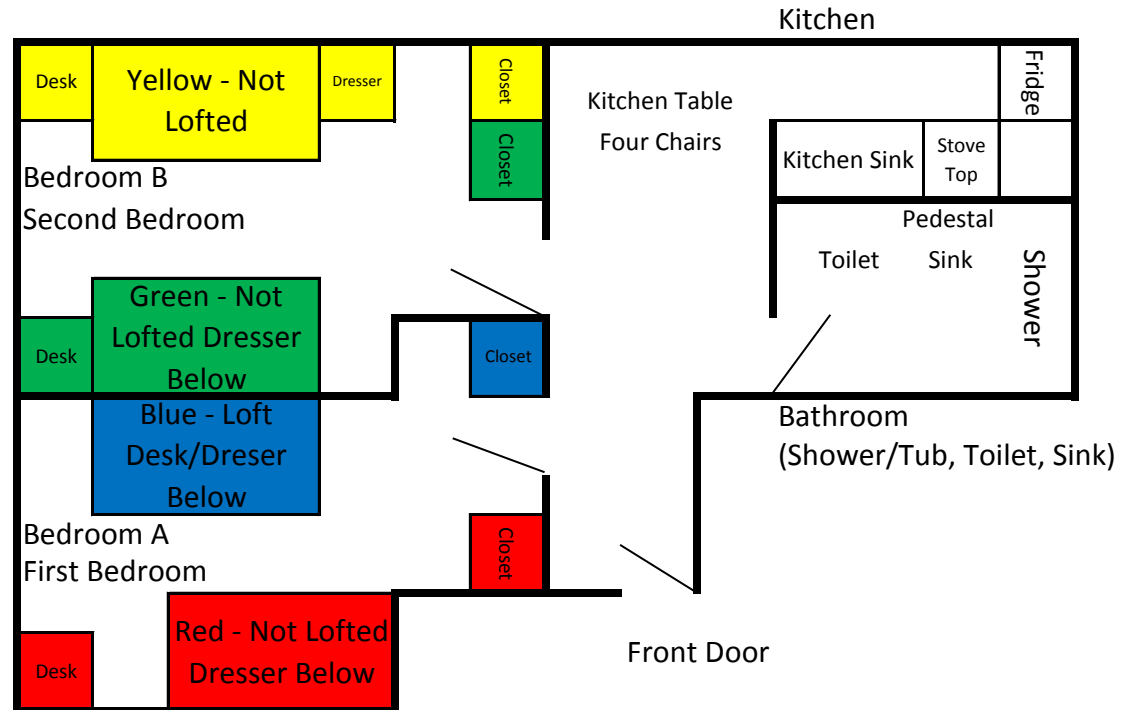 Kitchen
Desk
Yellow - Not
Lofted
Dresser
Closet
Kitchen Table
Four Chairs
Fridge
Closet
Kitchen Sink
Stove
Top
Bedroom B
Second Bedroom
Pedestal
Toilet
Sink
Shower
Green - Not
Lofted Dresser
Below
Desk
Closet
Blue - Loft
Desk/Dreser
Below
Bathroom
(Shower/Tub, Toilet, Sink)
Bedroom A
First Bedroom
Closet
Red - Not Lofted
Dresser Below
Desk
Front Door